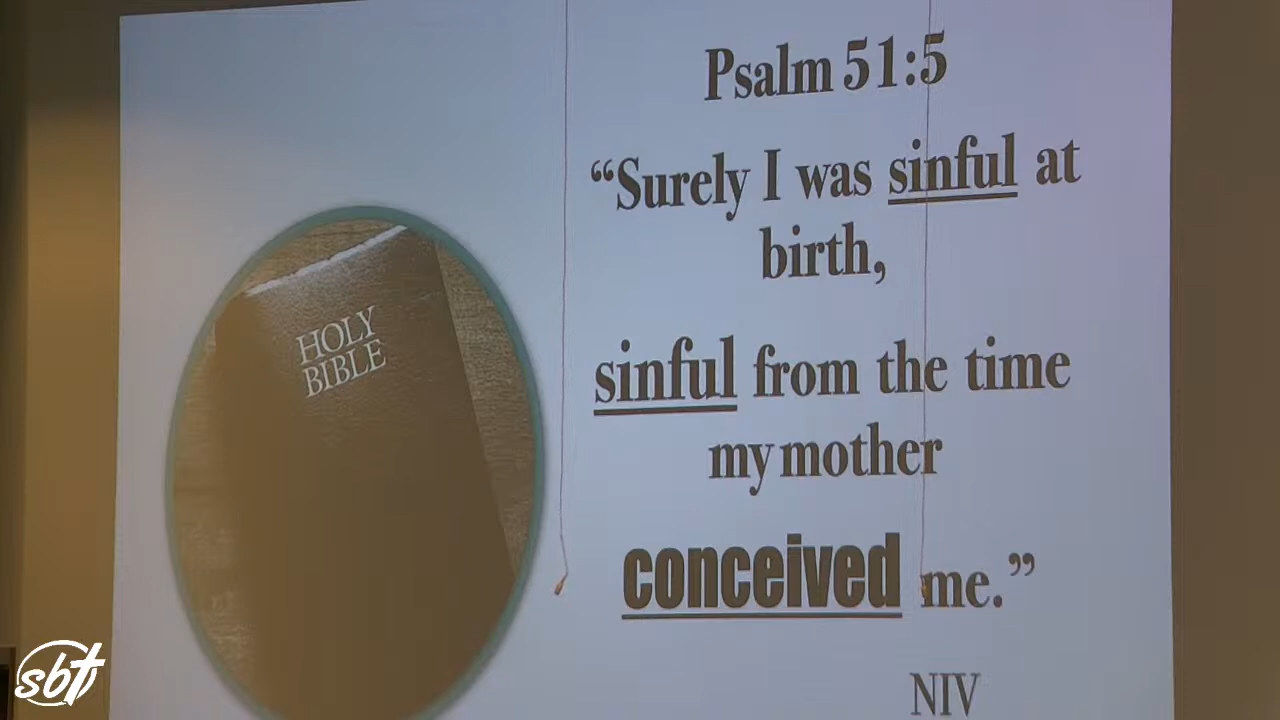 Psalm 51:5
“Surely I was sinful at
birth,
sinful from the time
my mother
conceived me.”
NIV
HOLY
BIBLE
sbt